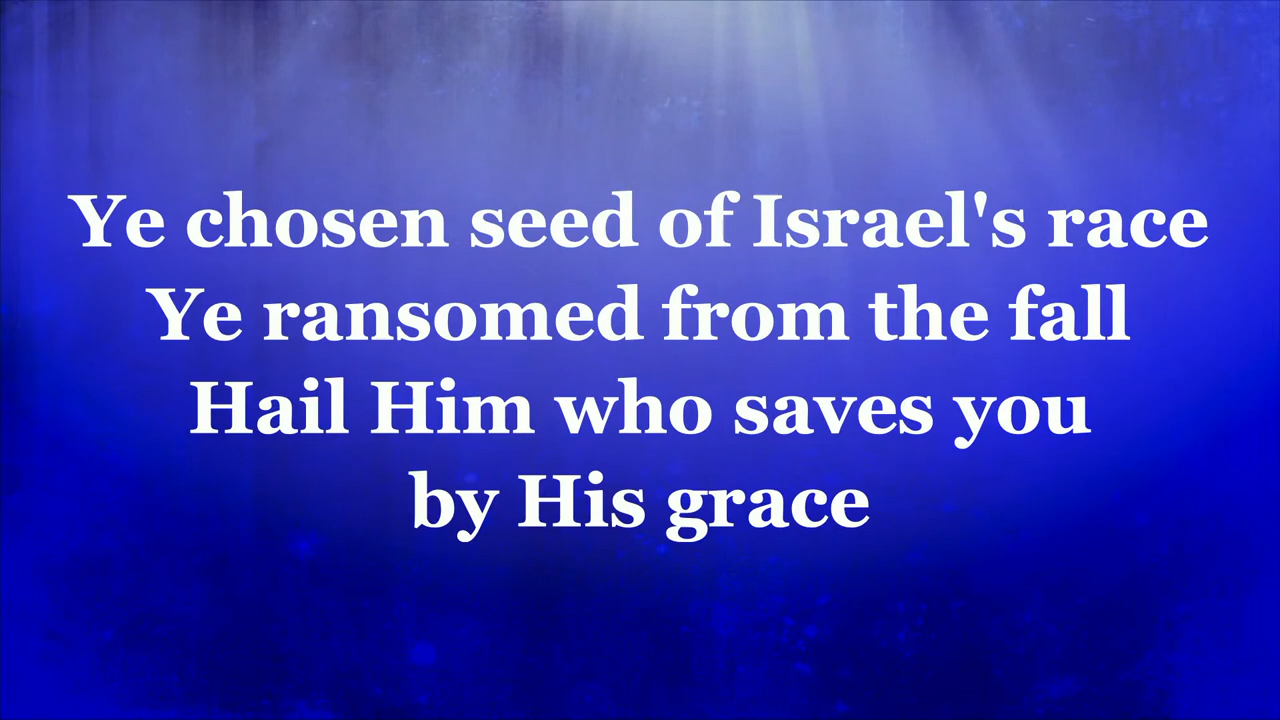 Ye chosen seed of Israel's race
Ye ransomed from the fall
Hail Him who saves you
by His grace